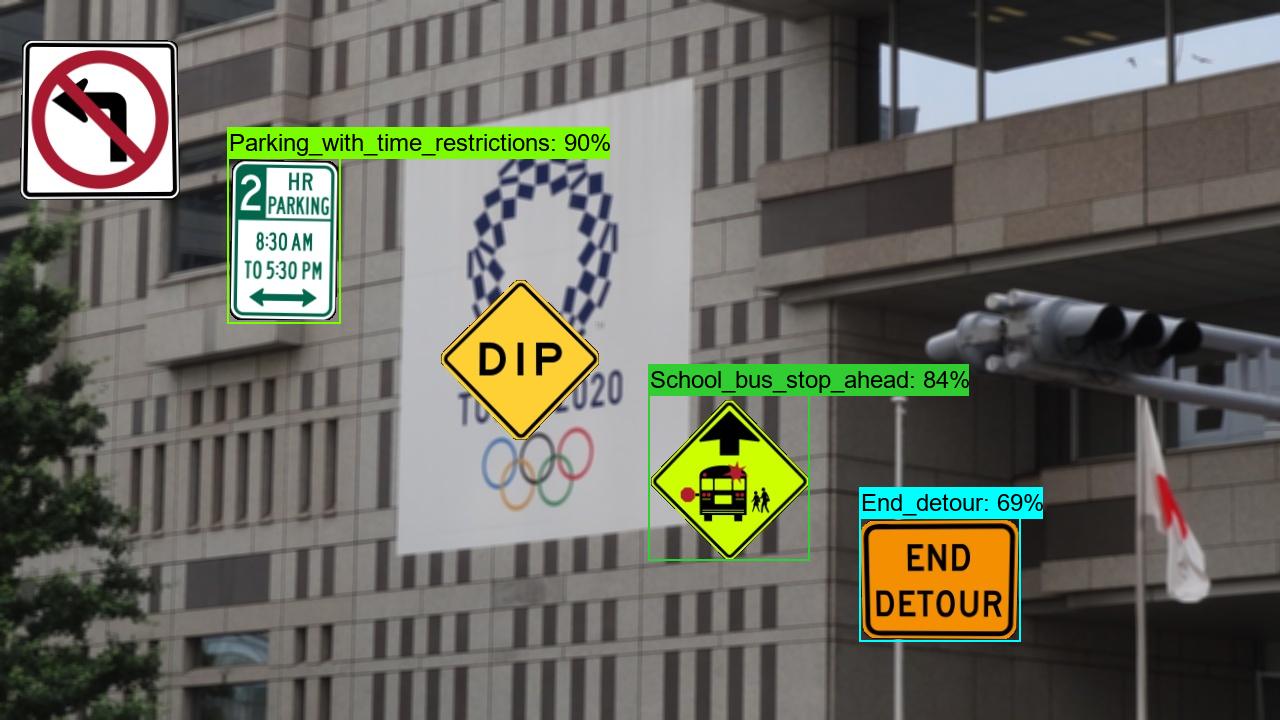 Parking_with_time_restrictions: 90%
2 HR
PARKING
8:30 AM
TO 5:30 PM
DIP
2020
School_bus_stop_ahead: 84%
End_detour: 69%
END
DETOUR